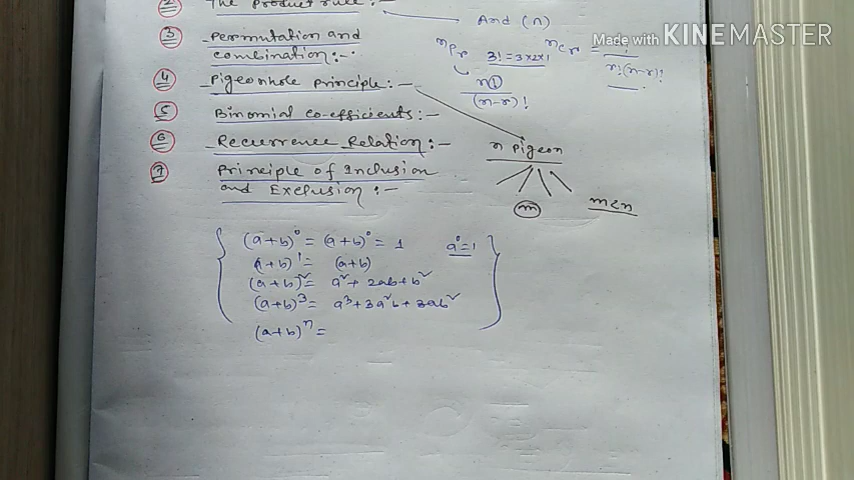 2 The Product rule:-
And (∩)
3 Permutation and
combination:-
nPr 3! = 3×2×1
n!
(n-r)!
nCr =
r!(n-r)!
Made with KINEMASTER
4 Pigeonhole principle:-
5 Binomial co-efficients:-
6 Recurrence Relation:-
7 Principle of Inclusion
and Exclusion:-
n Pigeon
m
m<n
(a+b)⁰ = (a+b)⁰ = 1 a⁰=1
(a+b)¹ = (a+b)
(a+b)² = a²+2ab+b²
(a+b)³ = a³+3a²b+3ab²
(a+b)ⁿ =